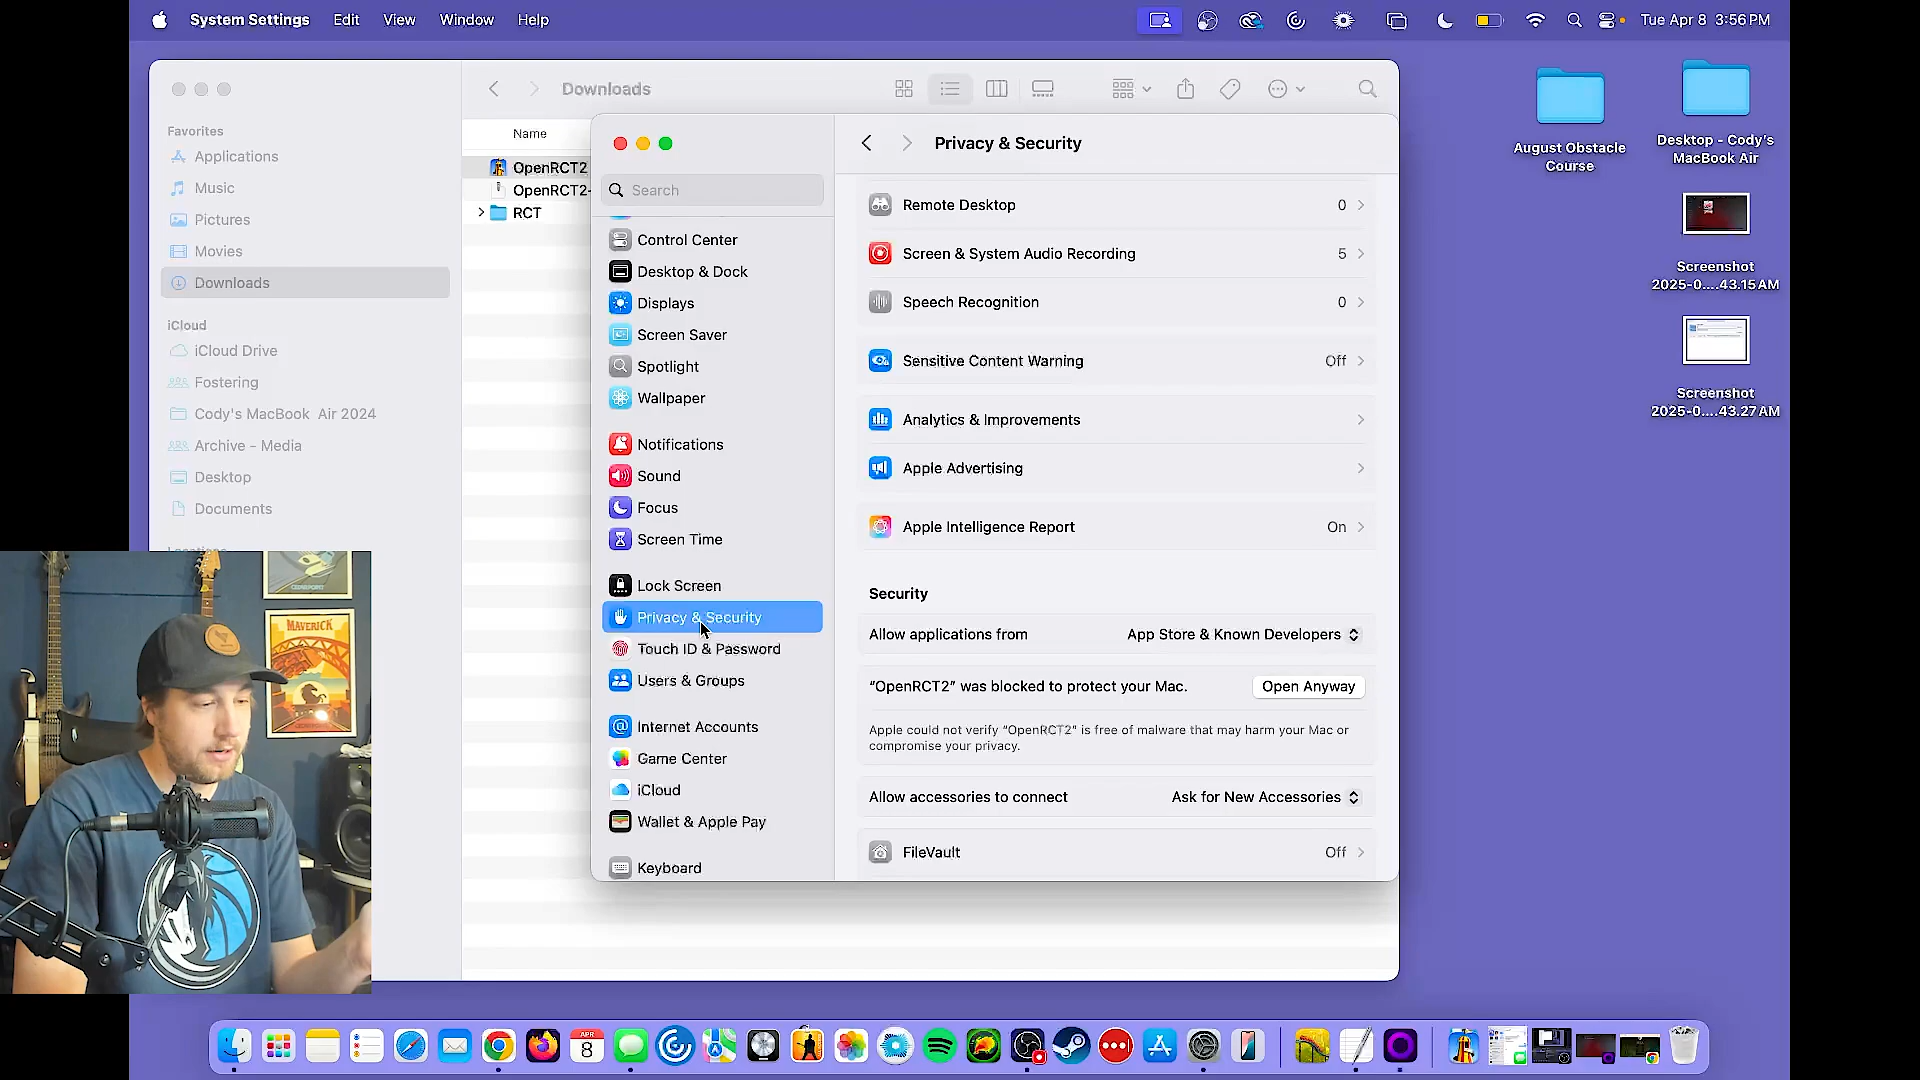 System Settings Edit View Window Help
Tue Apr 8 3:56 PM
Downloads
Favorites
Applications
Music
Pictures
Movies
Downloads
iCloud
iCloud Drive
Fostering
Cody's MacBook Air 2024
Archive - Media
Desktop
Documents
Name
OpenRCT2
OpenRCT2-
RCT
Search
Control Center
Desktop & Dock
Displays
Screen Saver
Spotlight
Wallpaper
Notifications
Sound
Focus
Screen Time
Lock Screen
Privacy & Security
Touch ID & Password
Users & Groups
Internet Accounts
Game Center
iCloud
Wallet & Apple Pay
Keyboard
Privacy & Security
Remote Desktop 0
Screen & System Audio Recording 5
Speech Recognition 0
Sensitive Content Warning Off
Analytics & Improvements
Apple Advertising
Apple Intelligence Report On
Security
Allow applications from App Store & Known Developers
“OpenRCT2” was blocked to protect your Mac. Open Anyway
Apple could not verify “OpenRCT2” is free of malware that may harm your Mac or
compromise your privacy.
Allow accessories to connect Ask for New Accessories
FileVault Off
August Obstacle
Course
Desktop - Cody's
MacBook Air
Screenshot
2025-0....43.15 AM
Screenshot
2025-0....43.27 AM
MAVERICK
APR
8